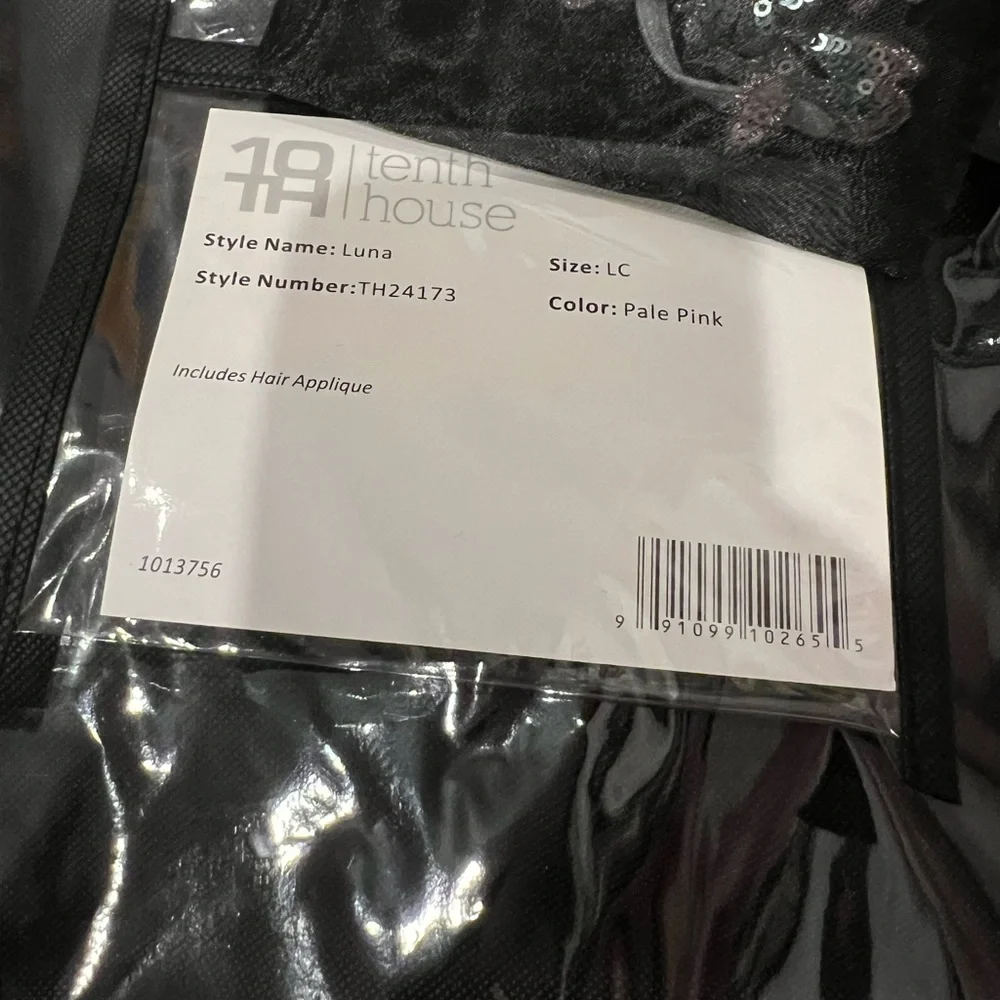 10TH tenth
house
Style Name: Luna
Size: LC
Style Number:TH24173
Color: Pale Pink
Includes Hair Applique
1013756
9 91099 10265 5